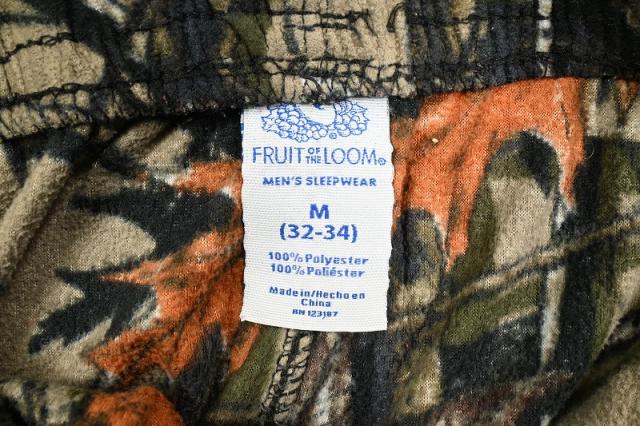 FRUIT OF THE LOOM®
MEN'S SLEEPWEAR
M
(32-34)
100% Polyester
100% Poliéster
Made in/Hecho en
China
RN 123187